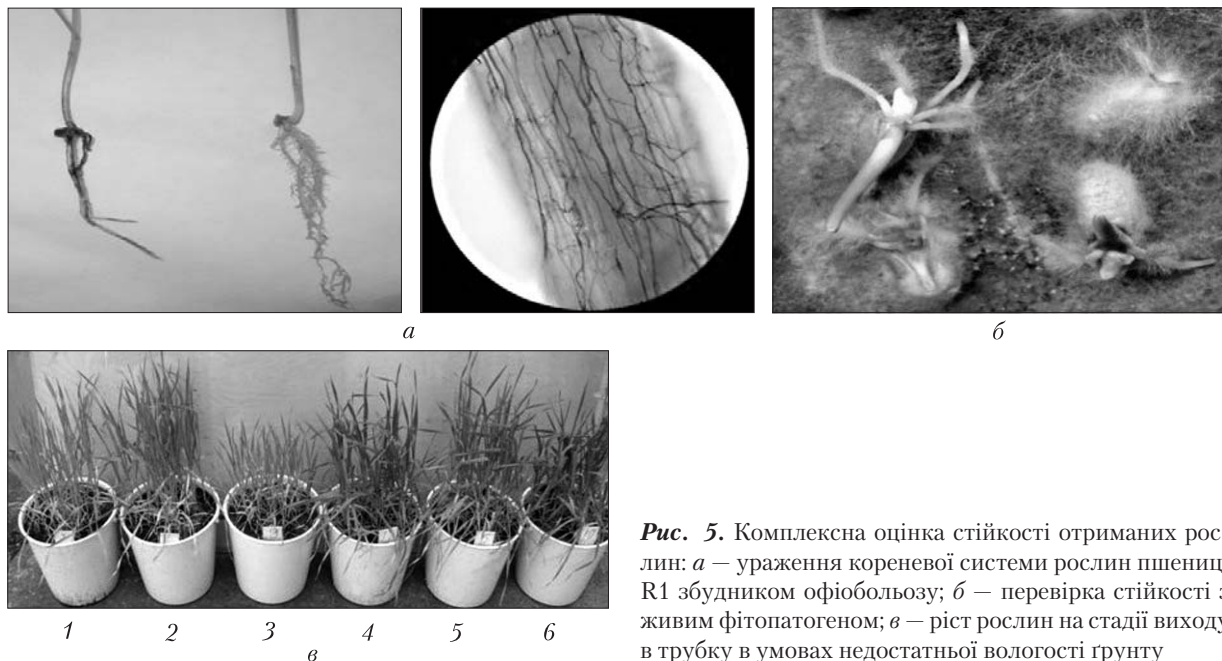 а
б
1 2 3 4 5 6
в
Рис. 5. Комплексна оцінка стійкості отриманих рос-
лин: а — ураження кореневої системи рослин пшениц
R1 збудником офіобольозу; б — перевірка стійкості з
живим фітопатогеном; в — ріст рослин на стадії виходу
в трубку в умовах недостатньої вологості ґрунту